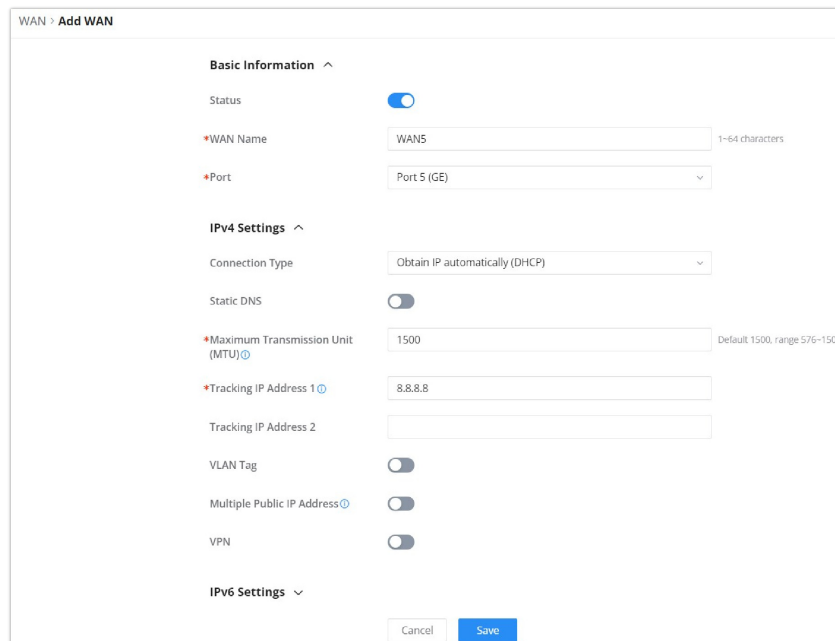 WAN > Add WAN
Basic Information
Status
*WAN Name WAN5 1~64 characters
*Port Port 5 (GE)
IPv4 Settings
Connection Type Obtain IP automatically (DHCP)
Static DNS
*Maximum Transmission Unit
(MTU) 1500 Default 1500, range 576~150
*Tracking IP Address 1 8.8.8.8
Tracking IP Address 2
VLAN Tag
Multiple Public IP Address
VPN
IPv6 Settings
Cancel Save